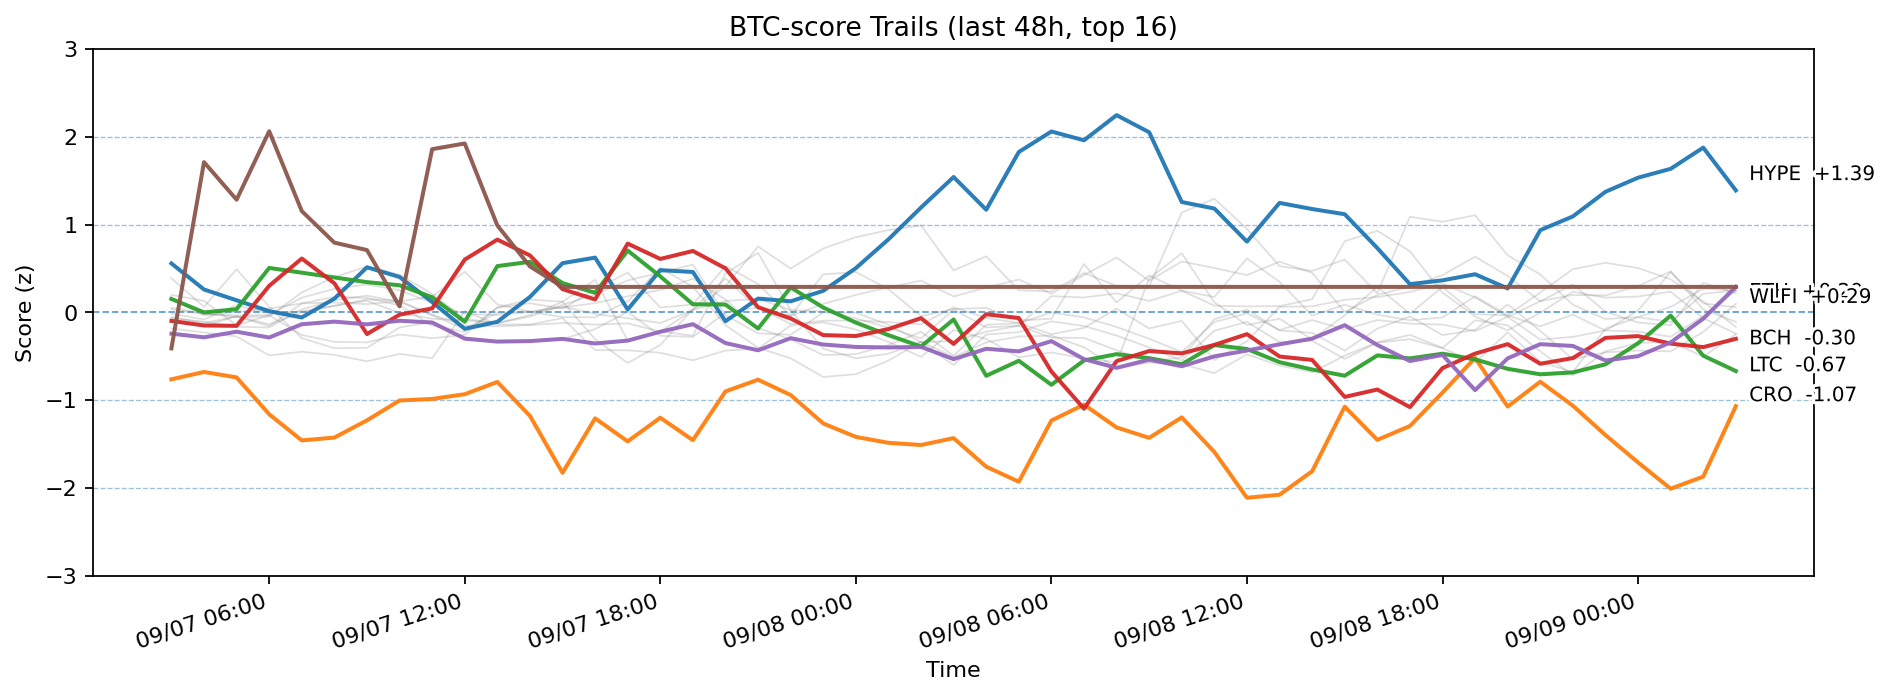 BTC-score Trails (last 48h, top 16)
Score (z)
3
2
1
0
−1
−2
−3
HYPE +1.39
WLFI +0.29
BCH -0.30
LTC -0.67
CRO -1.07
09/07 06:00
09/07 12:00
09/07 18:00
09/08 00:00
09/08 06:00
09/08 12:00
09/08 18:00
09/09 00:00
Time